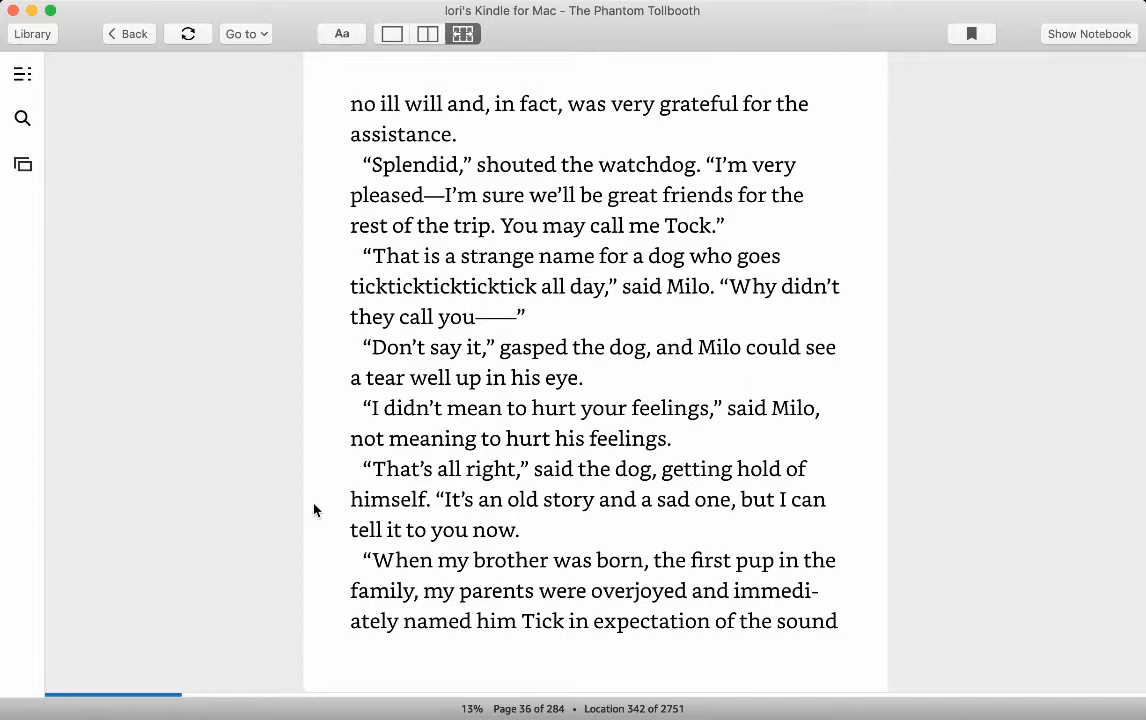 lori's Kindle for Mac - The Phantom Tollbooth
Library
Back
Go to
Aa
Show Notebook
no ill will and, in fact, was very grateful for the
assistance.
“Splendid,” shouted the watchdog. “I’m very
pleased—I’m sure we’ll be great friends for the
rest of the trip. You may call me Tock.”
“That is a strange name for a dog who goes
tickticktickticktick all day,” said Milo. “Why didn’t
they call you——”
“Don’t say it,” gasped the dog, and Milo could see
a tear well up in his eye.
“I didn’t mean to hurt your feelings,” said Milo,
not meaning to hurt his feelings.
“That’s all right,” said the dog, getting hold of
himself. “It’s an old story and a sad one, but I can
tell it to you now.
“When my brother was born, the first pup in the
family, my parents were overjoyed and immedi-
ately named him Tick in expectation of the sound
13% Page 36 of 284 • Location 342 of 2751